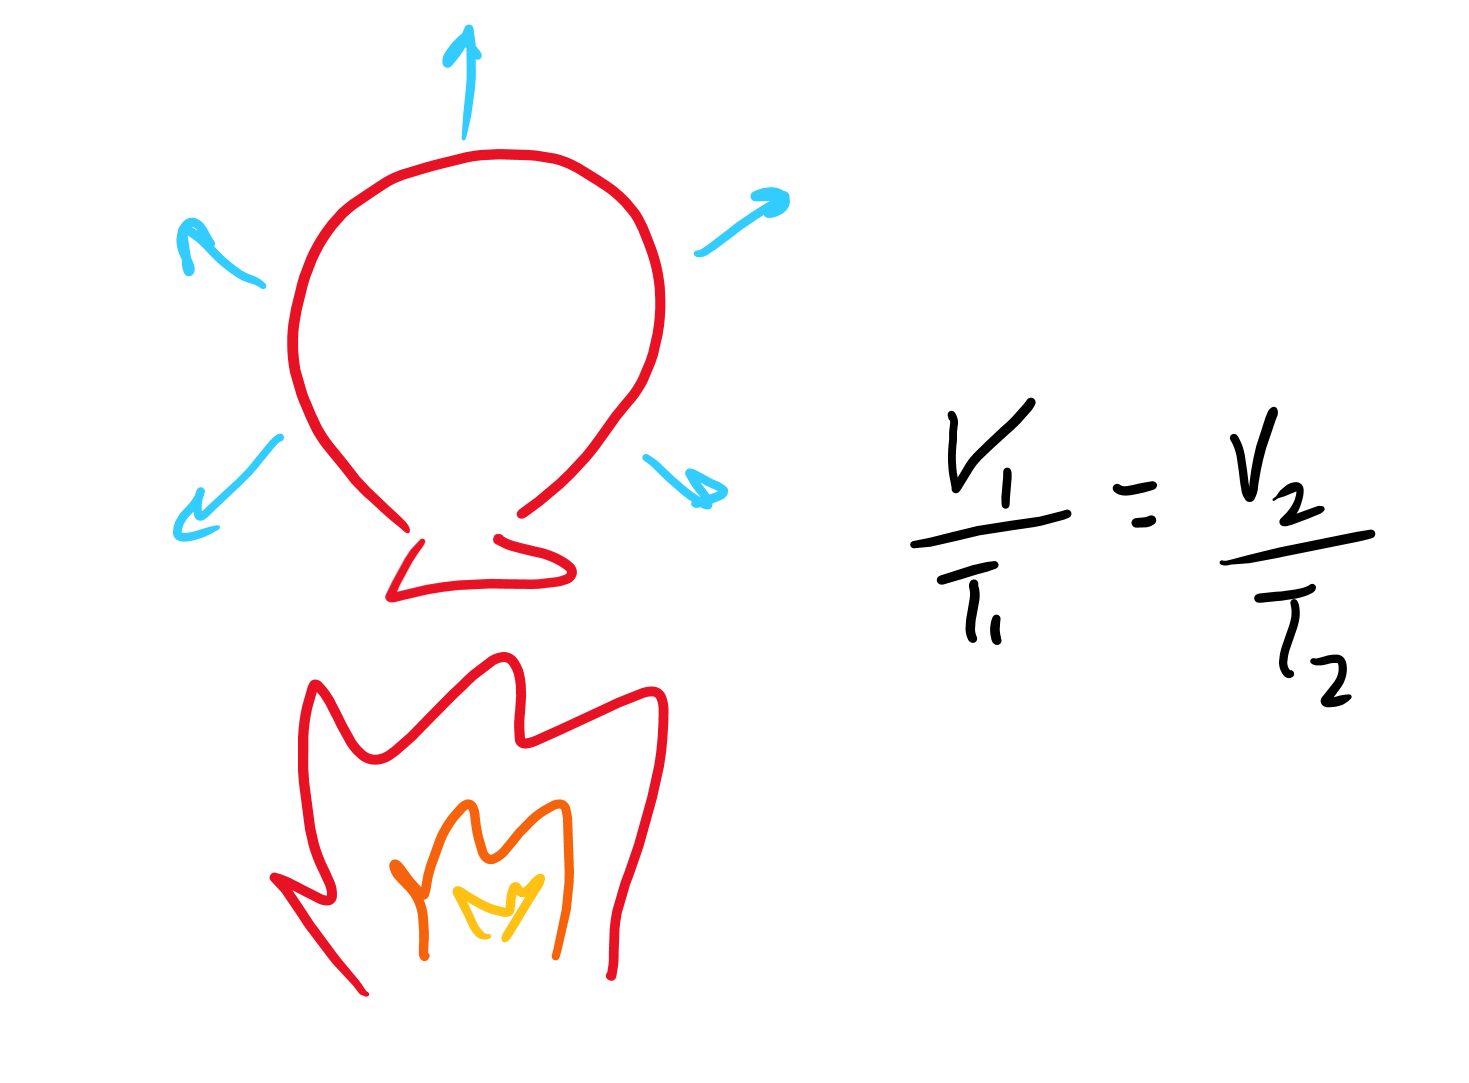 V₁/T₁ = V₂/T₂